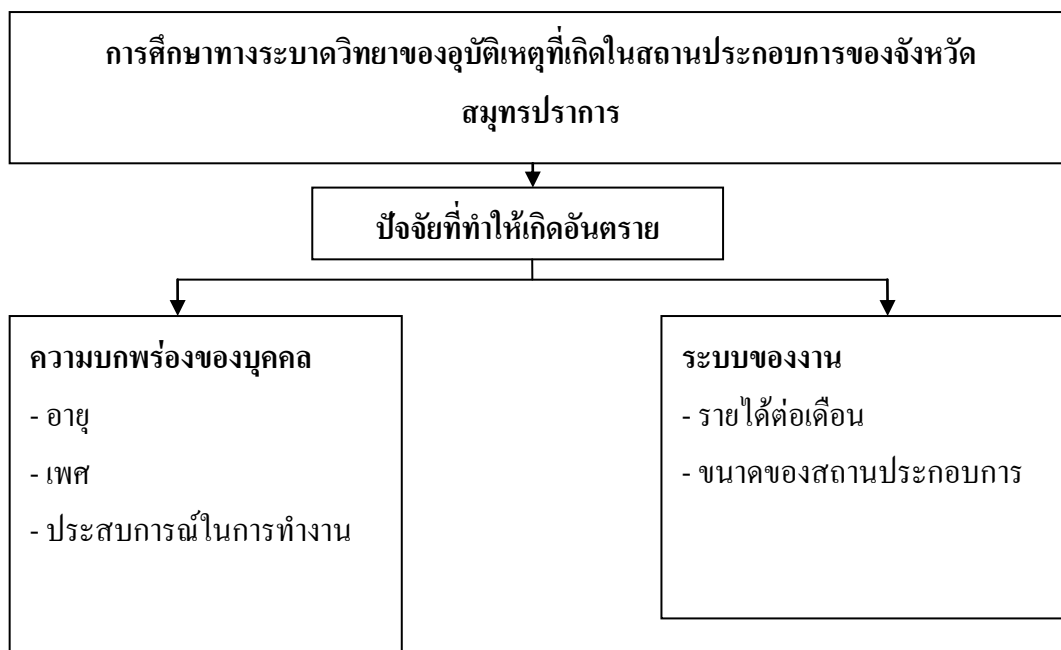 การศึกษาทางระบาดวิทยาของอุบัติเหตุที่เกิดในสถานประกอบการของจังหวัด
สมุทรปราการ
ปัจจัยที่ทำให้เกิดอันตราย
ความบกพร่องของบุคคล
- อายุ
- เพศ
- ประสบการณ์ในการทำงาน
ระบบของงาน
- รายได้ต่อเดือน
- ขนาดของสถานประกอบการ